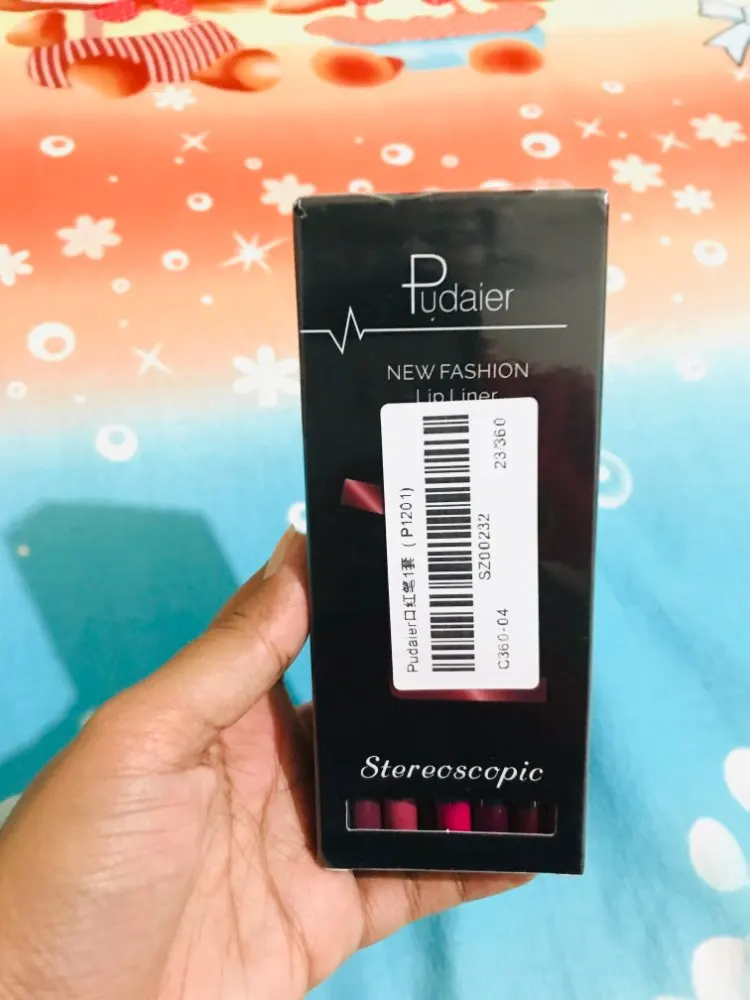 Pudaier
NEW FASHION
Lip Liner
Pudaier口红笔1套 ( P1201)
SZ00232
C360-04
23/360
Stereoscopic